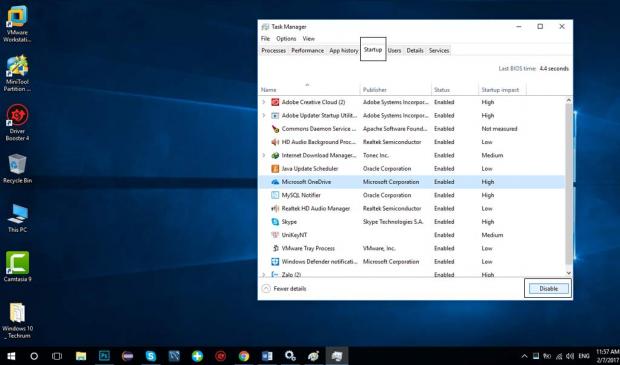 VMware
Workstati...
MiniTool
Partition ...
Driver
Booster 4
Recycle Bin
This PC
Camtasia 9
Windows 10
_ Techrum
Task Manager
File Options View
Processes Performance App history Startup Users Details Services
Last BIOS time: 4.4 seconds
Name Publisher Status Startup impact
Adobe Creative Cloud (2) Adobe Systems Incorpor... Enabled High
Adobe Updater Startup Utilit... Adobe Systems Incorpor... Enabled High
Commons Daemon Service ... Apache Software Found... Enabled Not measured
HD Audio Background Proc... Realtek Semiconductor Enabled Low
Internet Download Manager... Tonec Inc. Enabled Medium
Java Update Scheduler Oracle Corporation Enabled Low
Microsoft OneDrive Microsoft Corporation Enabled High
MySQL Notifier Oracle Corporation Enabled High
Realtek HD Audio Manager Realtek Semiconductor Enabled Low
Skype Skype Technologies S.A. Enabled High
UniKeyNT Enabled Medium
VMware Tray Process VMware, Inc. Enabled Low
Windows Defender notificati... Microsoft Corporation Enabled Low
Zalo (2) Enabled High
Fewer details Disable
Ps W ENG 11:57 AM
2/7/2017